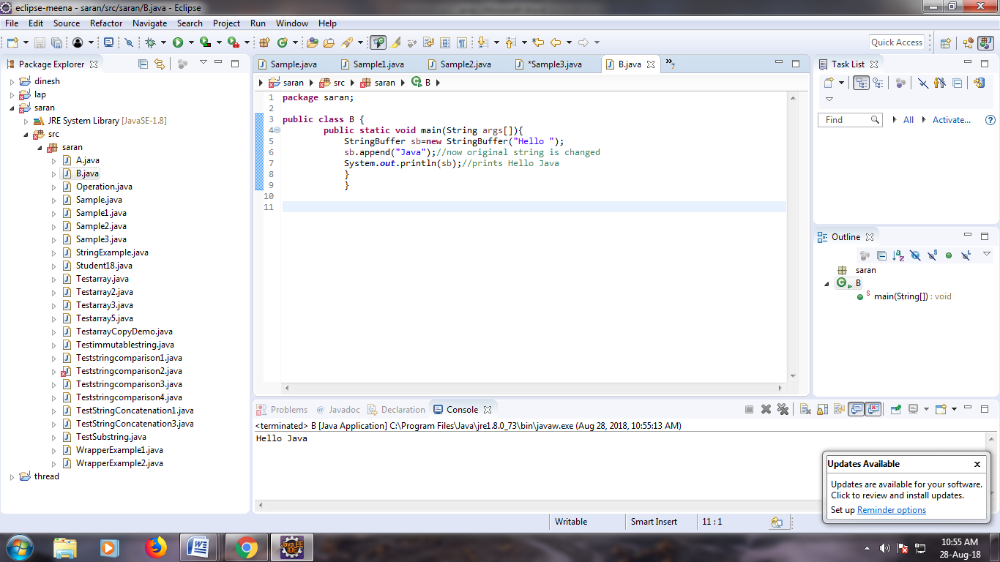 eclipse-meena - saran/src/saran/B.java - Eclipse
File Edit Source Refactor Navigate Search Project Run Window Help
Quick Access
Package Explorer
dinesh
lap
saran
JRE System Library [JavaSE-1.8]
src
saran
A.java
B.java
Operation.java
Sample.java
Sample1.java
Sample2.java
Sample3.java
StringExample.java
Student18.java
Testarray.java
Testarray2.java
Testarray3.java
Testarray5.java
TestarrayCopyDemo.java
Testimmutablestring.java
Teststringcomparison1.java
Teststringcomparison2.java
Teststringcomparison3.java
Teststringcomparison4.java
TestStringConcatenation1.java
TestStringConcatenation3.java
TestSubstring.java
WrapperExample1.java
WrapperExample2.java
thread
Sample.java Sample1.java Sample2.java *Sample3.java B.java »7
saran src saran B
1 package saran;
2
3 public class B {
4 public static void main(String args[]){
5 StringBuffer sb=new StringBuffer("Hello ");
6 sb.append("Java");//now original string is changed
7 System.out.println(sb);//prints Hello Java
8 }
9 }
10
11
Task List
Find All Activate...
Outline
saran
B
main(String[]) : void
Problems @ Javadoc Declaration Console
<terminated> B [Java Application] C:\Program Files\Java\jre1.8.0_73\bin\javaw.exe (Aug 28, 2018, 10:55:13 AM)
Hello Java
Updates Available
Updates are available for your software.
Click to review and install updates.
Set up Reminder options
Writable Smart Insert 11 : 1
Java EE
IDE
10:55 AM
28-Aug-18